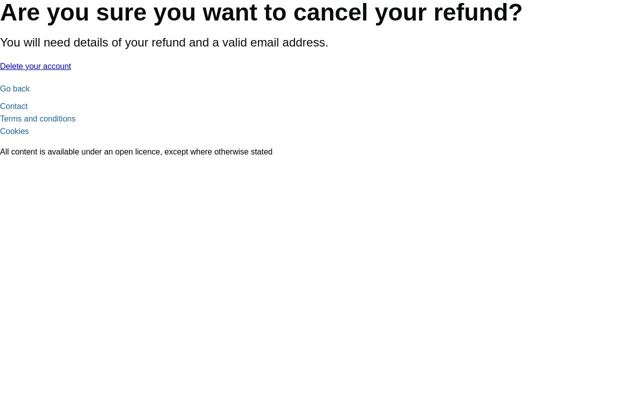 Are you sure you want to cancel your refund?
You will need details of your refund and a valid email address.
Delete your account
Go back
Contact
Terms and conditions
Cookies
All content is available under an open licence, except where otherwise stated